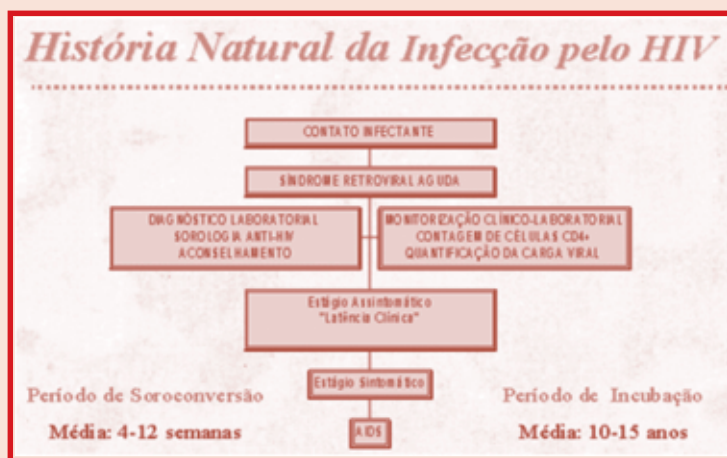 História Natural da Infecção pelo HIV
CONTATO INFECTANTE
SÍNDROME RETROVIRAL AGUDA
DIAGNÓSTICO LABORATORIAL
SOROLOGIA ANTI-HIV
ACONSELHAMENTO
MONITORIZAÇÃO CLÍNICO-LABORATORIAL
CONTAGEM DE CÉLULAS CD4+
QUANTIFICAÇÃO DA CARGA VIRAL
Estágio Assintomático
"Latência Clínica"
Estágio Sintomático
AIDS
Período de Soroconversão
Média: 4-12 semanas
Período de Incubação
Média: 10-15 anos